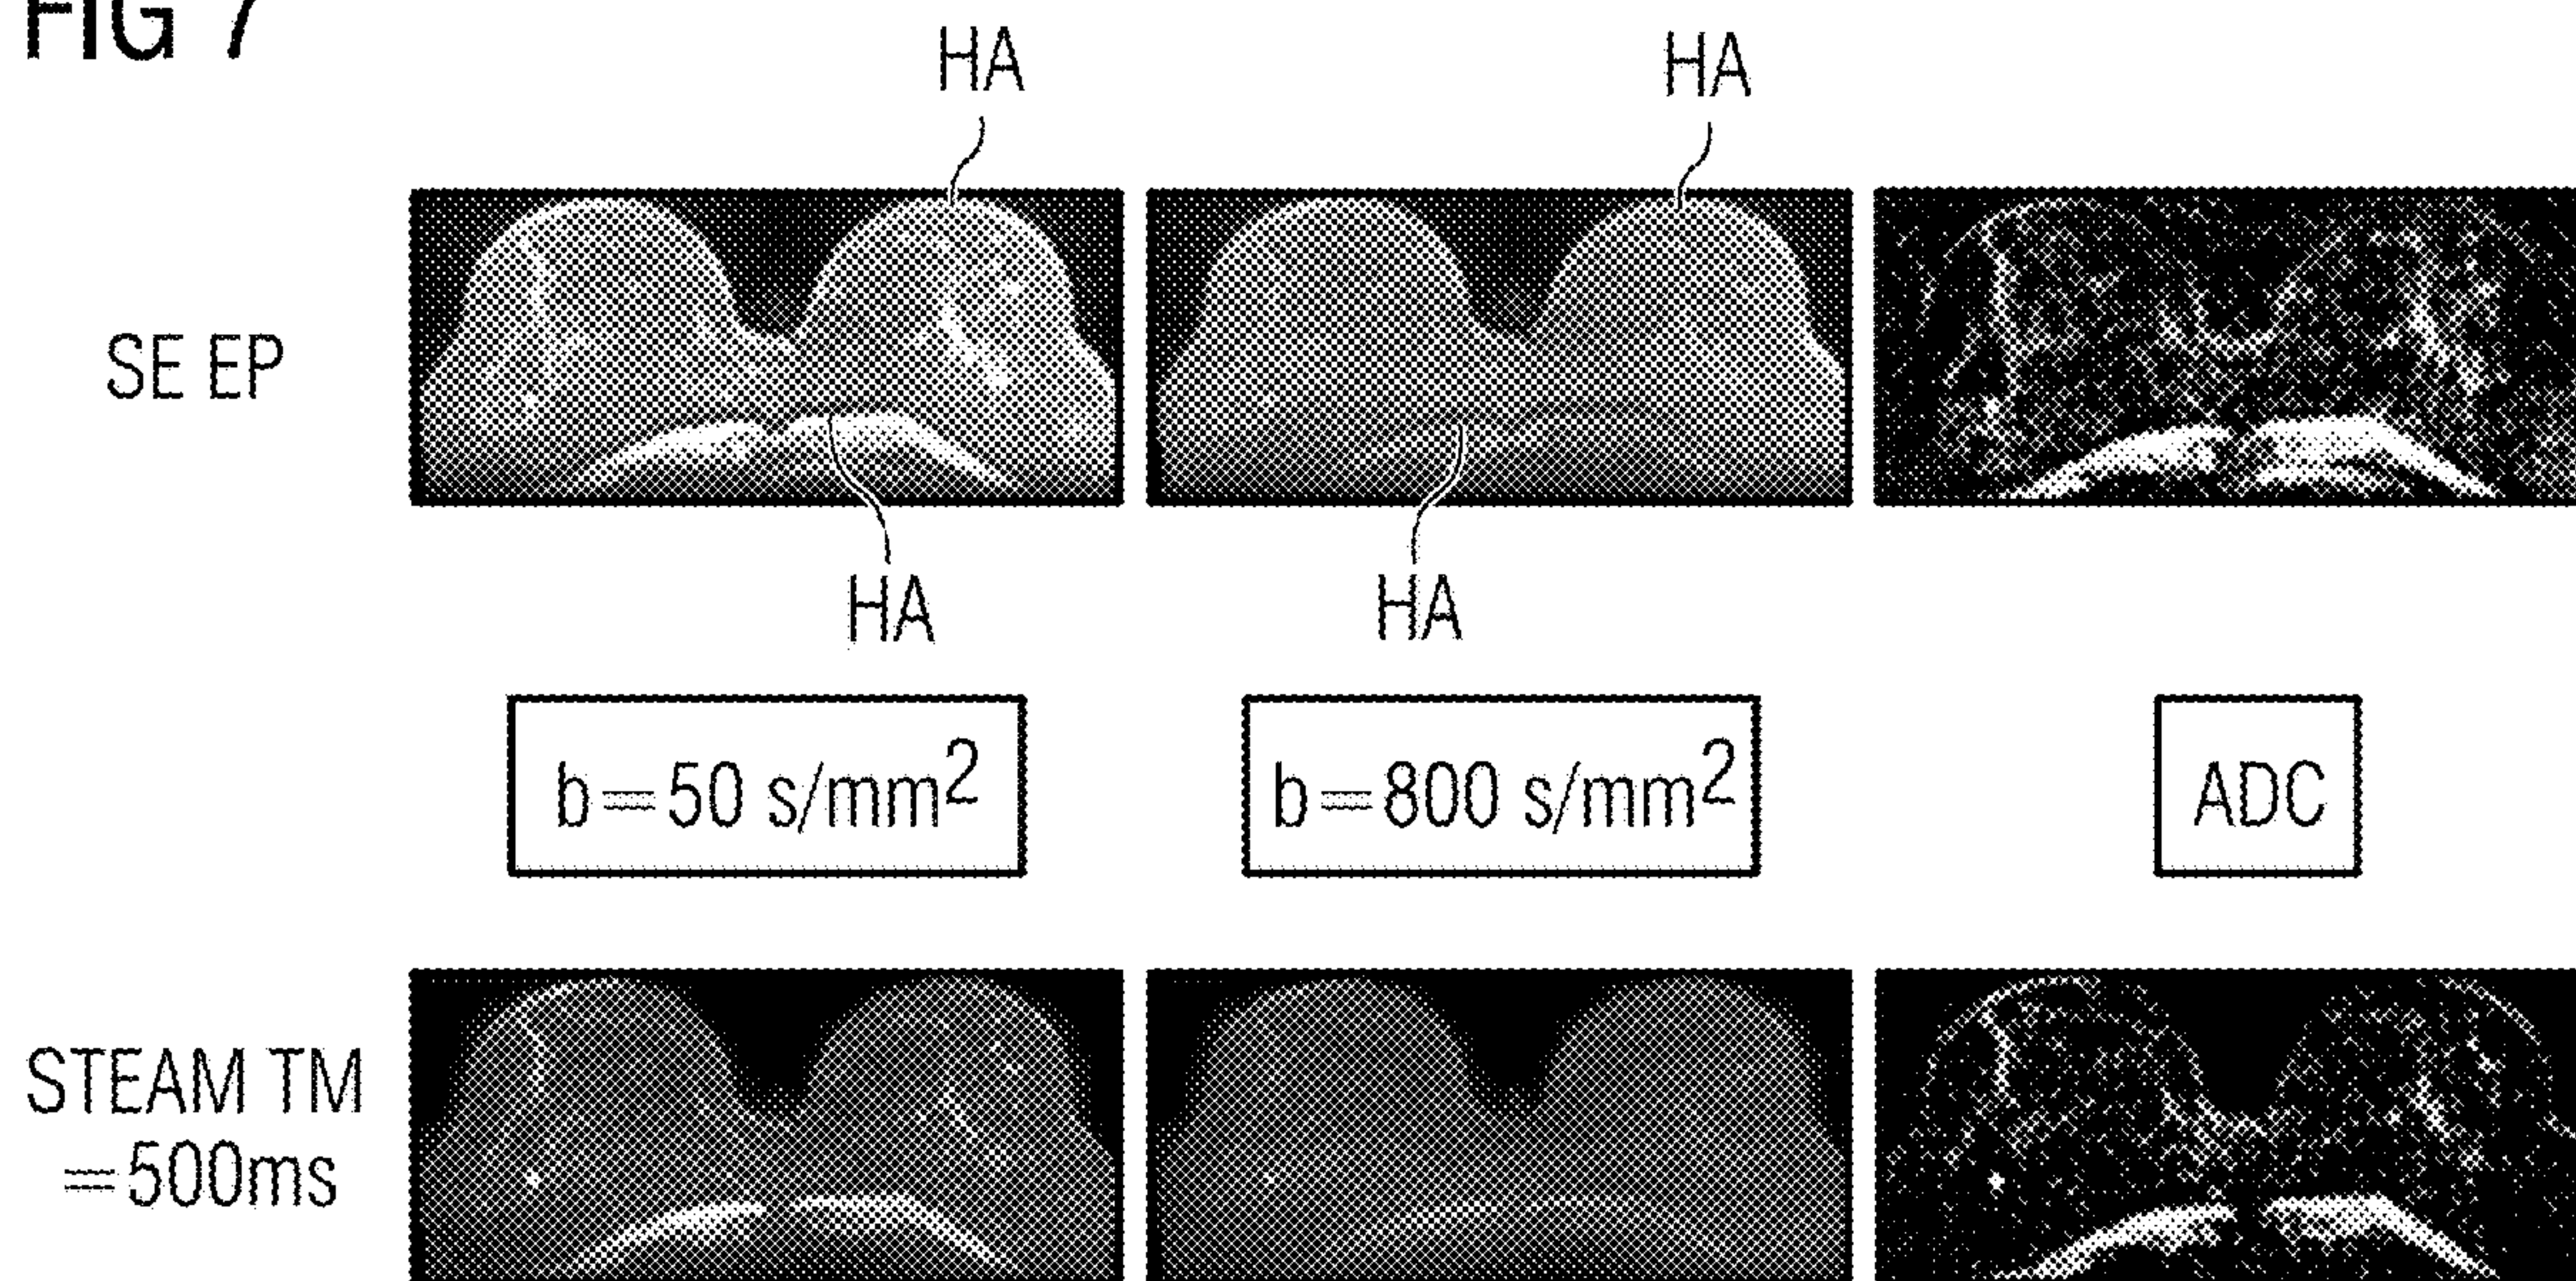 FIG 7
HA HA
SE EP
HA HA
b=50 s/mm²
b=800 s/mm²
ADC
STEAM TM
=500ms